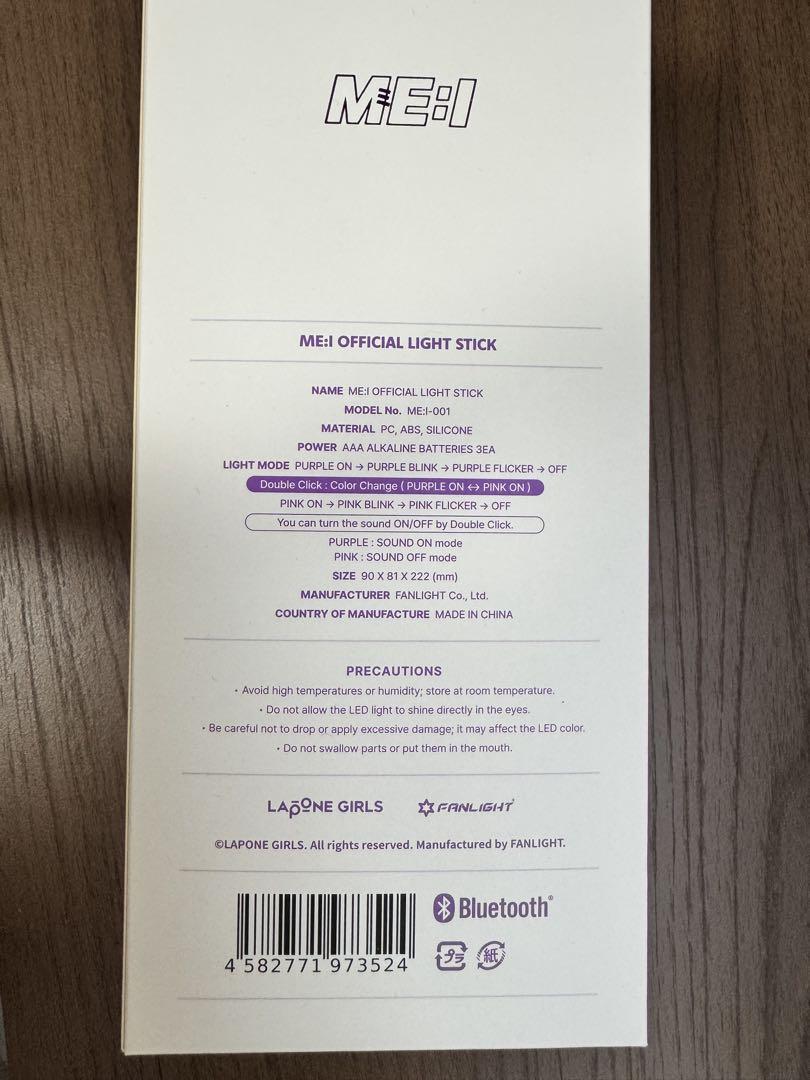 ME:I
ME:I OFFICIAL LIGHT STICK
NAME ME:I OFFICIAL LIGHT STICK
MODEL No. ME:I-001
MATERIAL PC, ABS, SILICONE
POWER AAA ALKALINE BATTERIES 3EA
LIGHT MODE PURPLE ON → PURPLE BLINK → PURPLE FLICKER → OFF
Double Click : Color Change ( PURPLE ON ↔ PINK ON )
PINK ON → PINK BLINK → PINK FLICKER → OFF
You can turn the sound ON/OFF by Double Click.
PURPLE : SOUND ON mode
PINK : SOUND OFF mode
SIZE 90 X 81 X 222 (mm)
MANUFACTURER FANLIGHT Co., Ltd.
COUNTRY OF MANUFACTURE MADE IN CHINA
PRECAUTIONS
• Avoid high temperatures or humidity; store at room temperature.
• Do not allow the LED light to shine directly in the eyes.
• Be careful not to drop or apply excessive damage; it may affect the LED color.
• Do not swallow parts or put them in the mouth.
LAPONE GIRLS FANLIGHT
©LAPONE GIRLS. All rights reserved. Manufactured by FANLIGHT.
Bluetooth®
4 582771 973524
プラ 紙